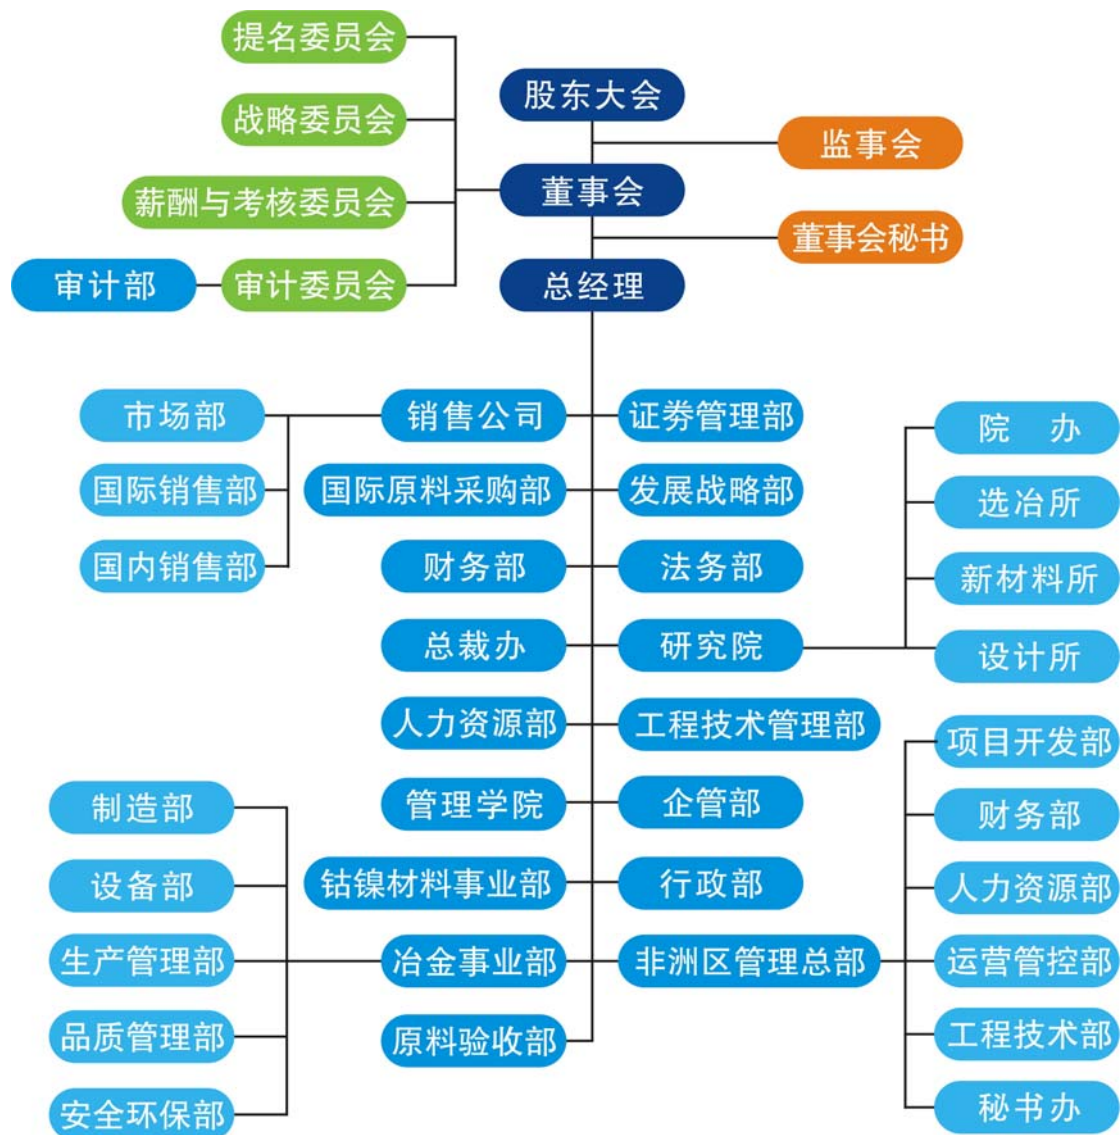 提名委员会
战略委员会
薪酬与考核委员会
审计部
审计委员会
股东大会
监事会
董事会
董事会秘书
总经理
市场部
国际销售部
国内销售部
销售公司
国际原料采购部
财务部
总裁办
人力资源部
管理学院
钴镍材料事业部
冶金事业部
原料验收部
证券管理部
发展战略部
法务部
研究院
工程技术管理部
企管部
行政部
非洲区管理总部
院 办
选冶所
新材料所
设计所
制造部
设备部
生产管理部
品质管理部
安全环保部
项目开发部
财务部
人力资源部
运营管控部
工程技术部
秘书办